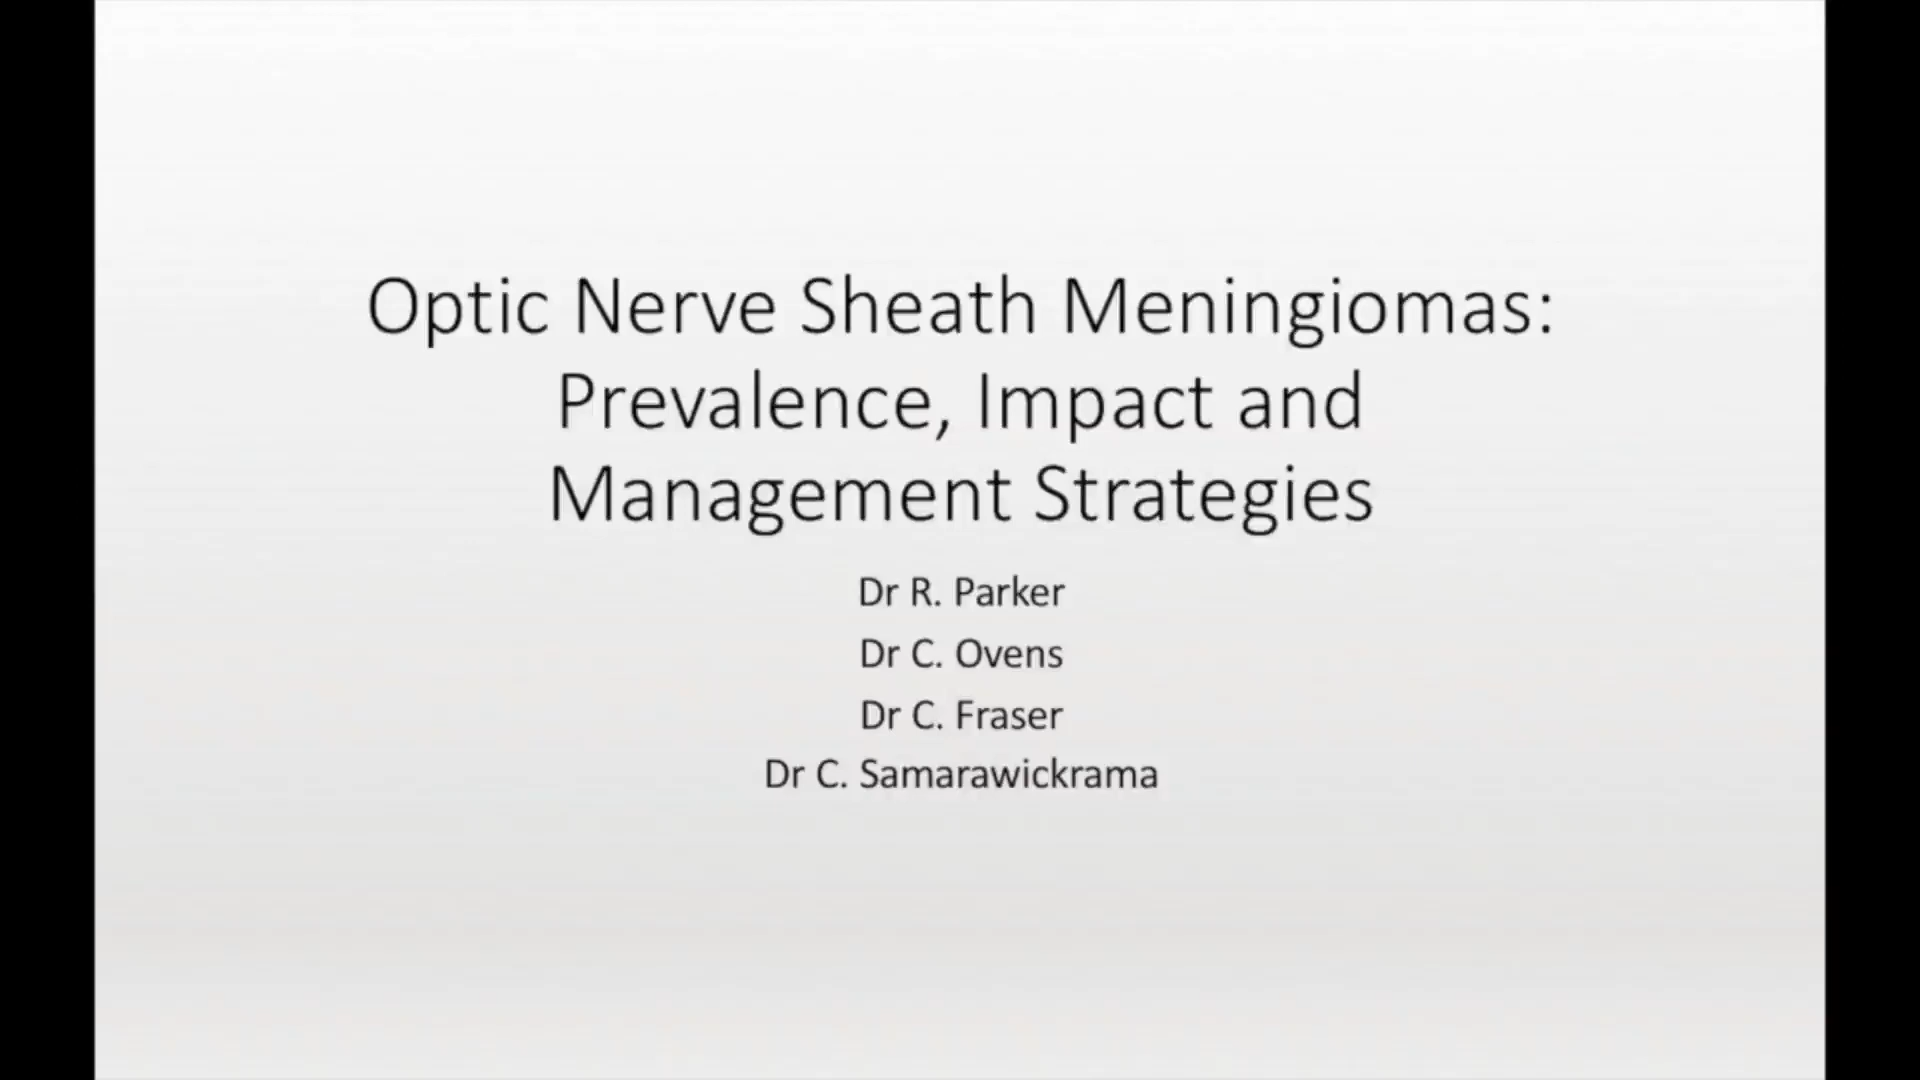 Optic Nerve Sheath Meningiomas:
Prevalence, Impact and
Management Strategies
Dr R. Parker
Dr C. Ovens
Dr C. Fraser
Dr C. Samarawickrama